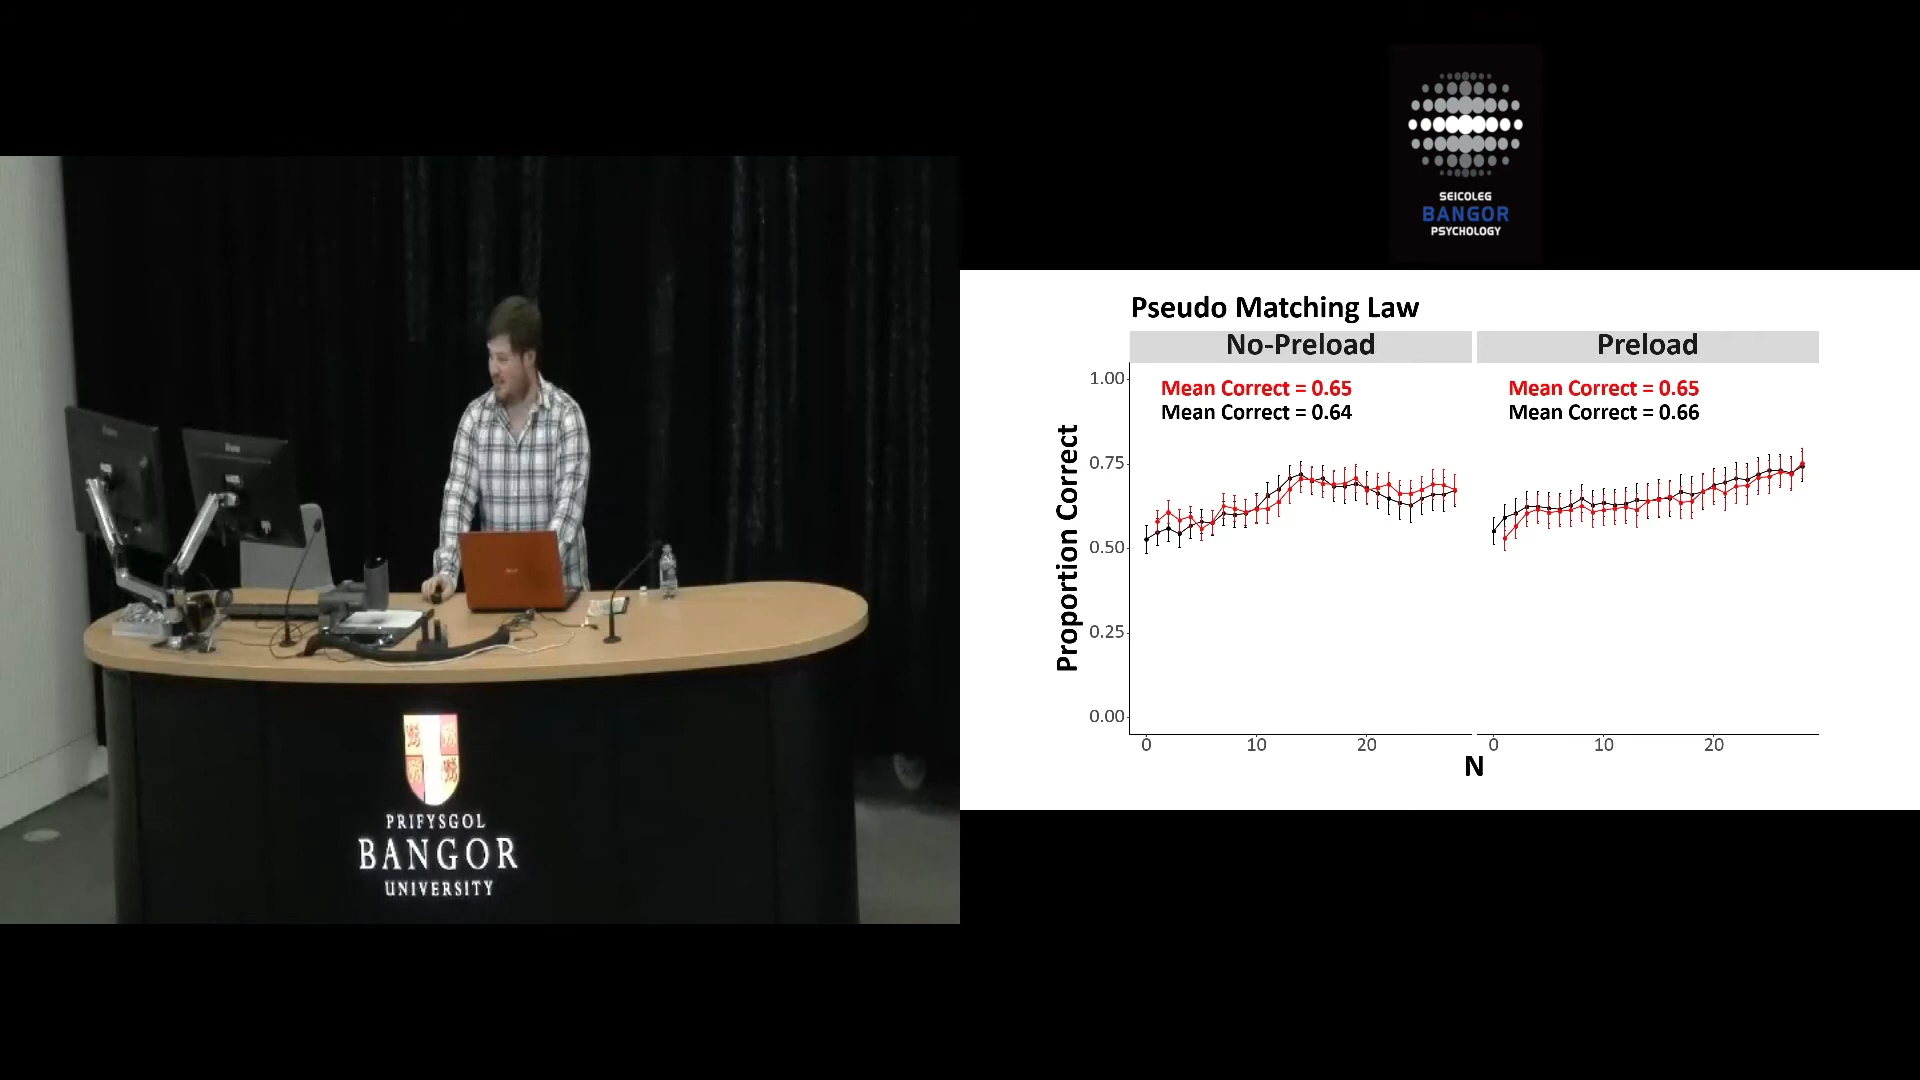 SEICOLEG
BANGOR
PSYCHOLOGY
Pseudo Matching Law
No-Preload
Preload
Mean Correct = 0.65
Mean Correct = 0.64
Mean Correct = 0.65
Mean Correct = 0.66
Proportion Correct
1.00
0.75
0.50
0.25
0.00
0
10
20
0
10
20
N
PRIFYSGOL
BANGOR
UNIVERSITY